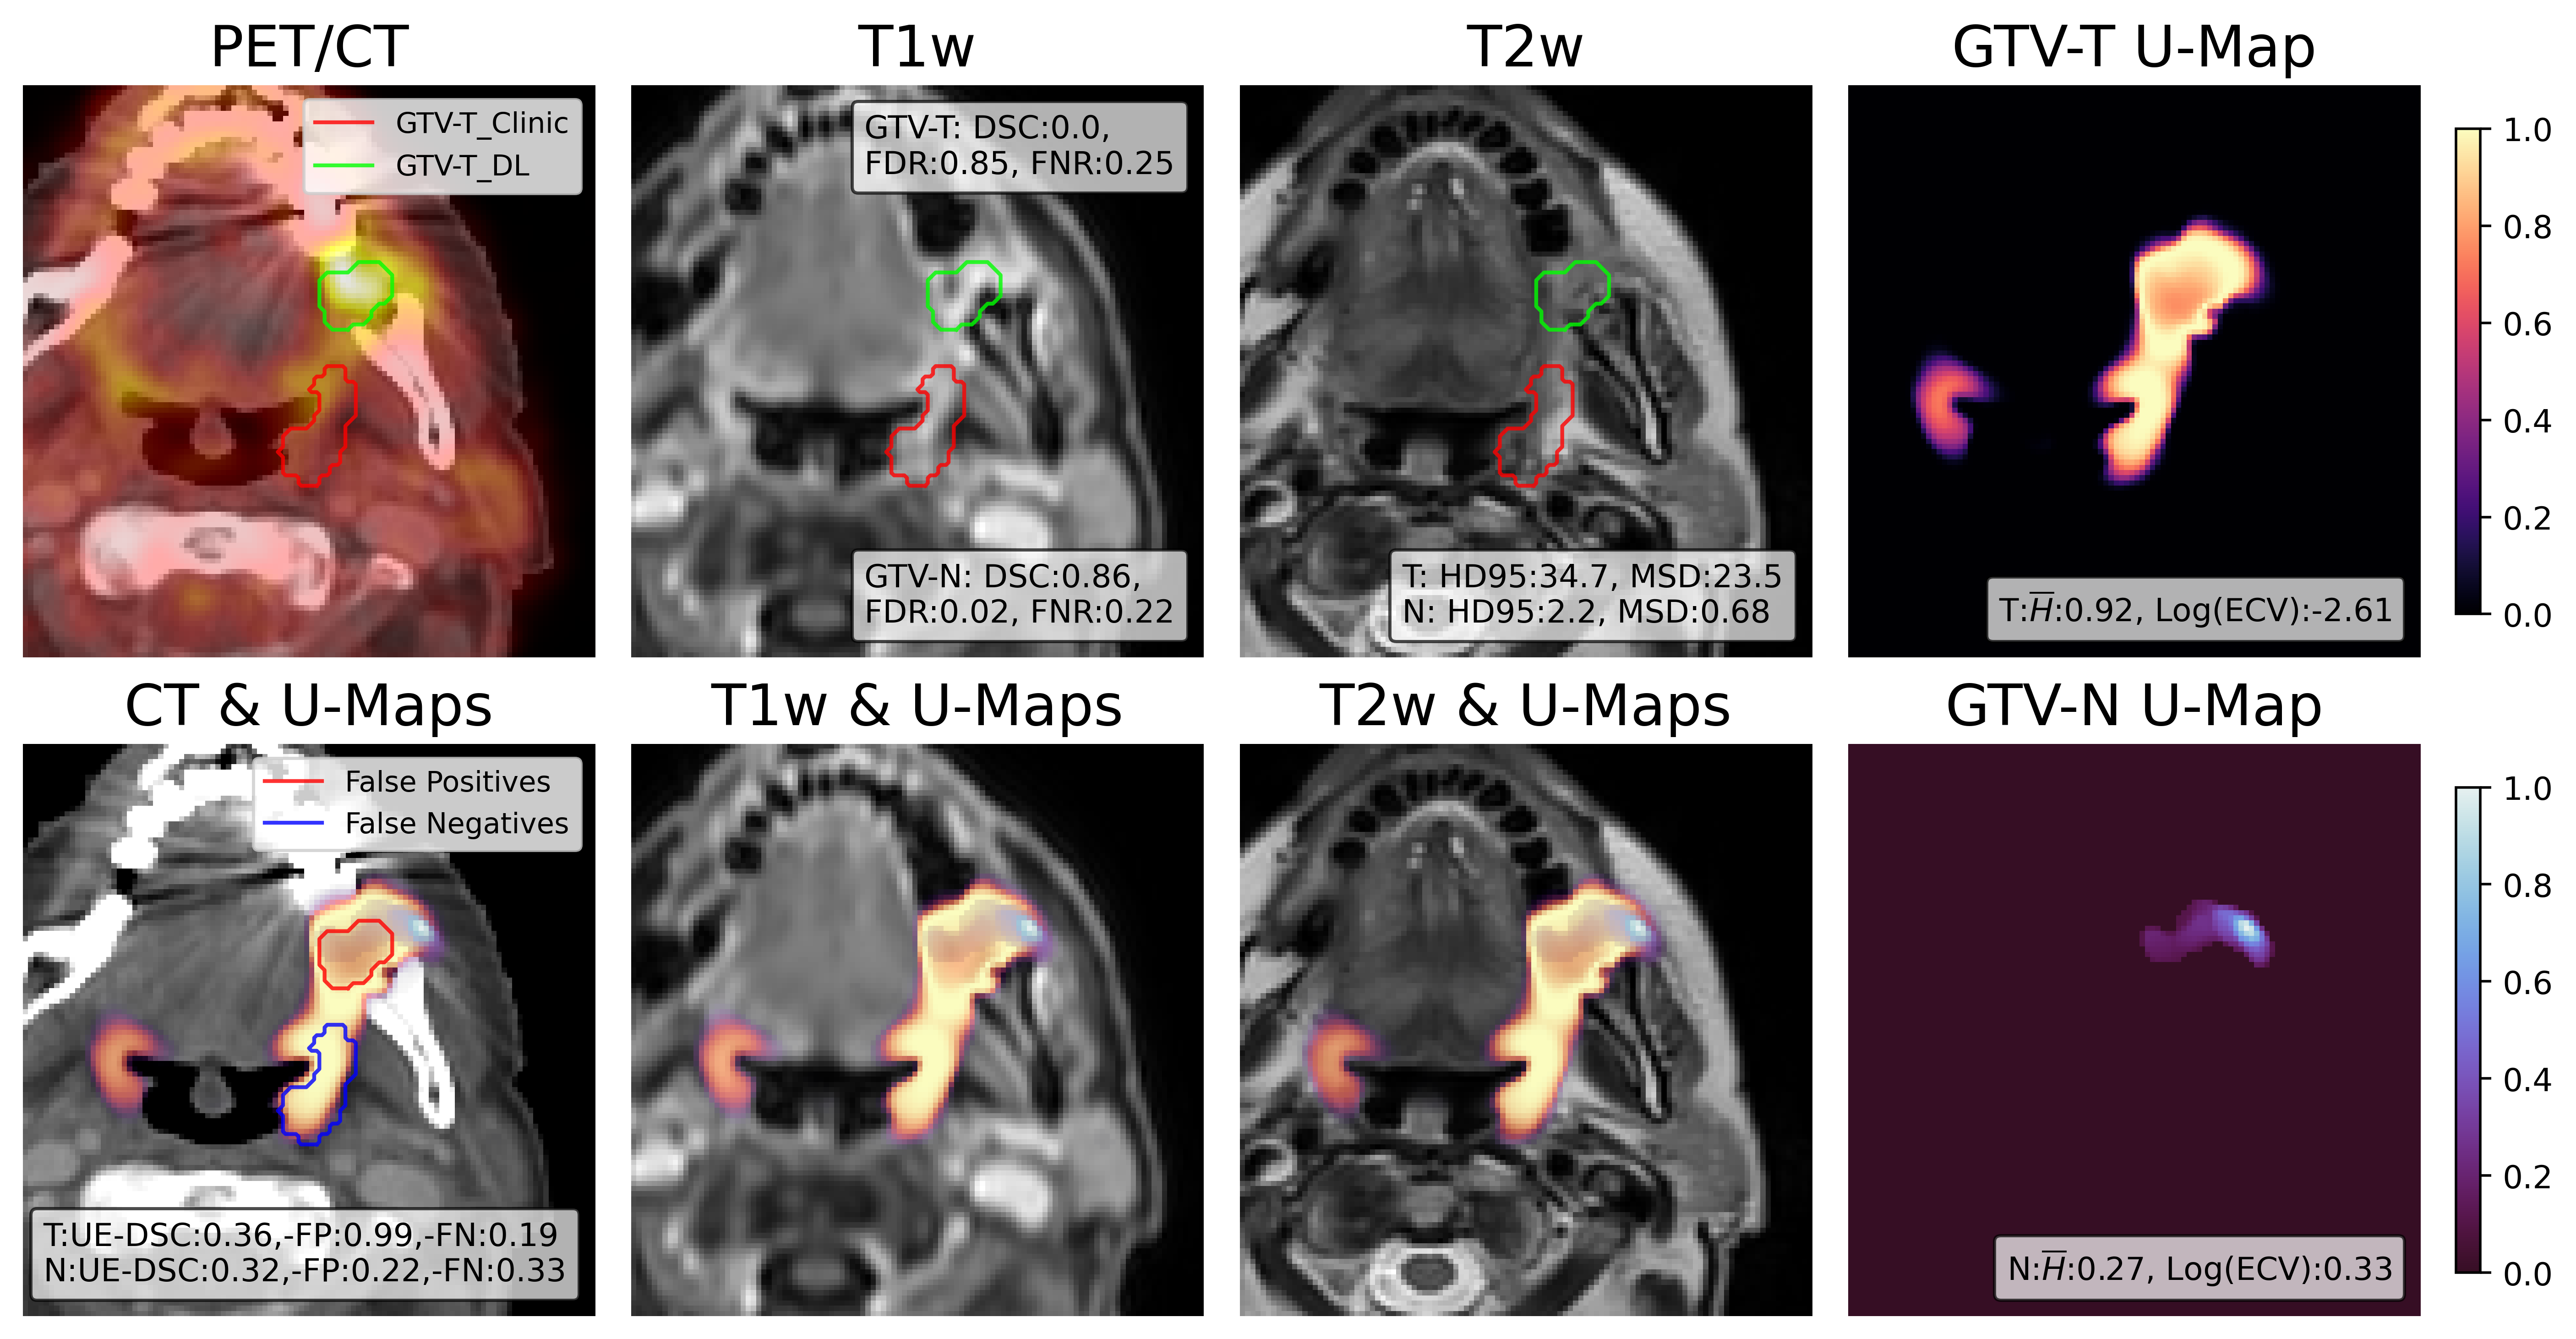 PET/CT
T1w
T2w
GTV-T U-Map
GTV-T_Clinic
GTV-T_DL
GTV-T: DSC:0.0,
FDR:0.85, FNR:0.25
GTV-N: DSC:0.86,
FDR:0.02, FNR:0.22
T: HD95:34.7, MSD:23.5
N: HD95:2.2, MSD:0.68
T:H̅:0.92, Log(ECV):-2.61
1.0
0.8
0.6
0.4
0.2
0.0
CT & U-Maps
T1w & U-Maps
T2w & U-Maps
GTV-N U-Map
False Positives
False Negatives
T:UE-DSC:0.36,-FP:0.99,-FN:0.19
N:UE-DSC:0.32,-FP:0.22,-FN:0.33
N:H̅:0.27, Log(ECV):0.33
1.0
0.8
0.6
0.4
0.2
0.0